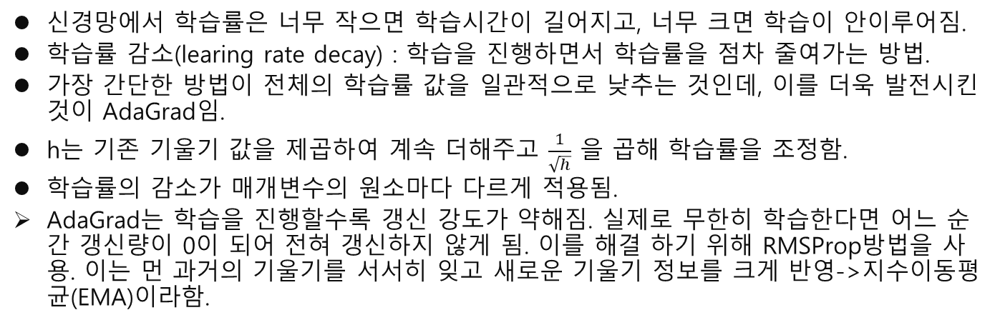 ● 신경망에서 학습률은 너무 작으면 학습시간이 길어지고, 너무 크면 학습이 안이루어짐.
● 학습률 감소(learing rate decay) : 학습을 진행하면서 학습률을 점차 줄여가는 방법.
● 가장 간단한 방법이 전체의 학습률 값을 일관적으로 낮추는 것인데, 이를 더욱 발전시킨
것이 AdaGrad임.
● h는 기존 기울기 값을 제곱하여 계속 더해주고 1/√h 을 곱해 학습률을 조정함.
● 학습률의 감소가 매개변수의 원소마다 다르게 적용됨.
➢ AdaGrad는 학습을 진행할수록 갱신 강도가 약해짐. 실제로 무한히 학습한다면 어느 순
간 갱신량이 0이 되어 전혀 갱신하지 않게 됨. 이를 해결 하기 위해 RMSProp방법을 사
용. 이는 먼 과거의 기울기를 서서히 잊고 새로운 기울기 정보를 크게 반영->지수이동평
균(EMA)이라함.